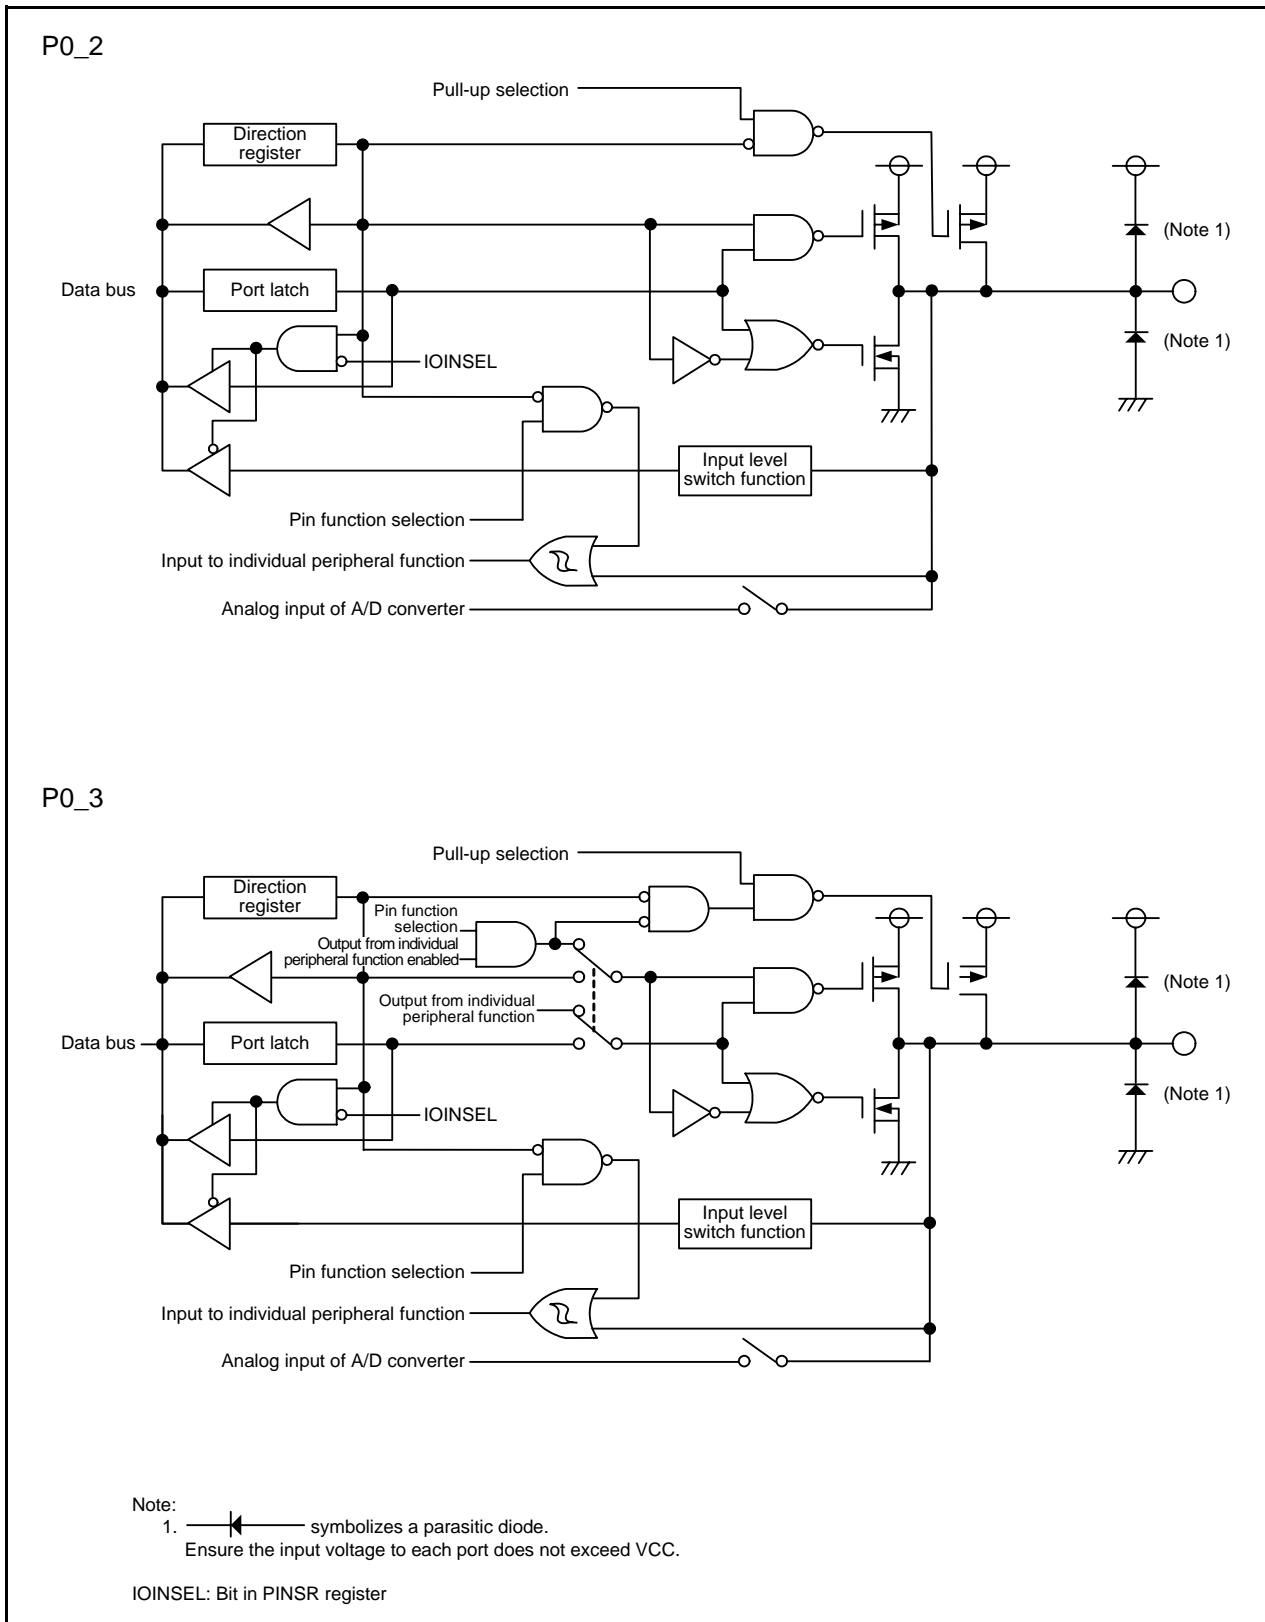 P0_2
Pull-up selection
Direction
register
(Note 1)
Data bus
Port latch
(Note 1)
IOINSEL
Input level
switch function
Pin function selection
Input to individual peripheral function
Analog input of A/D converter
P0_3
Pull-up selection
Direction
register
Pin function
selection
Output from individual
peripheral function enabled
(Note 1)
Output from individual
peripheral function
Data bus
Port latch
(Note 1)
IOINSEL
Input level
switch function
Pin function selection
Input to individual peripheral function
Analog input of A/D converter
Note:
1. symbolizes a parasitic diode.
Ensure the input voltage to each port does not exceed VCC.
IOINSEL: Bit in PINSR register